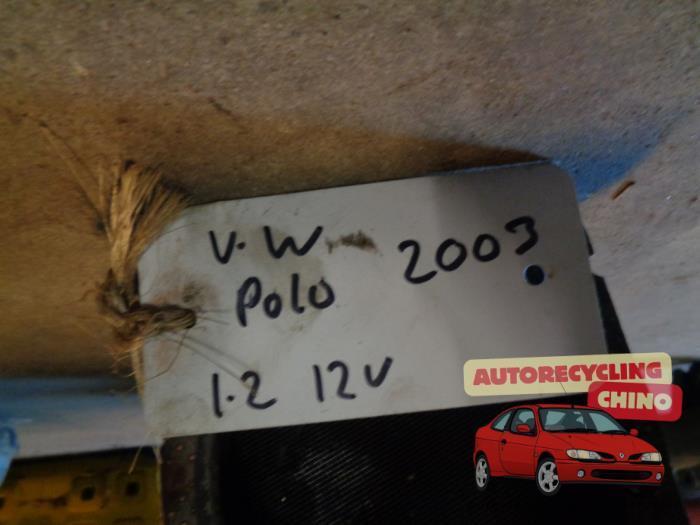 V.W 2003
Polo
1.2 12V
AUTORECYCLING
CHINO